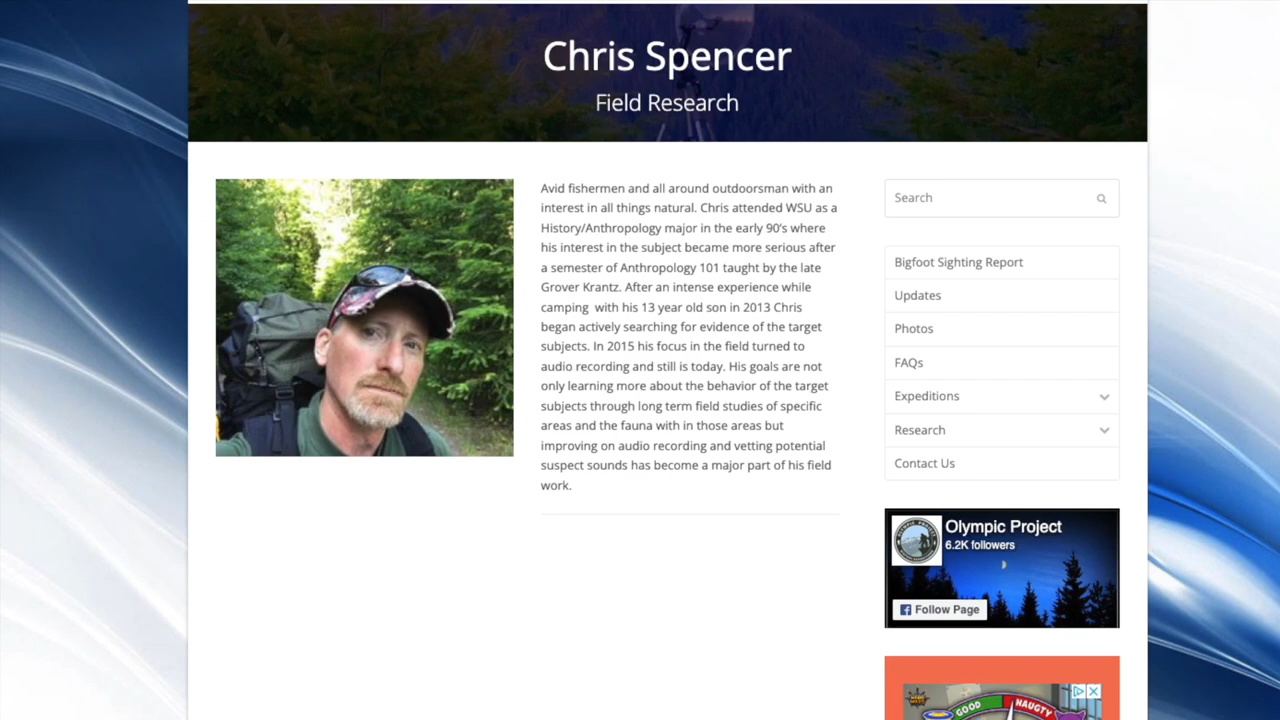 Chris Spencer
Field Research
Avid fishermen and all around outdoorsman with an
interest in all things natural. Chris attended WSU as a
History/Anthropology major in the early 90's where
his interest in the subject became more serious after
a semester of Anthropology 101 taught by the late
Grover Krantz. After an intense experience while
camping with his 13 year old son in 2013 Chris
began actively searching for evidence of the target
subjects. In 2015 his focus in the field turned to
audio recording and still is today. His goals are not
only learning more about the behavior of the target
subjects through long term field studies of specific
areas and the fauna with in those areas but
improving on audio recording and vetting potential
suspect sounds has become a major part of his field
work.
Search
Bigfoot Sighting Report
Updates
Photos
FAQs
Expeditions
Research
Contact Us
Olympic Project
6.2K followers
Follow Page
GOOD
NAUGHTY